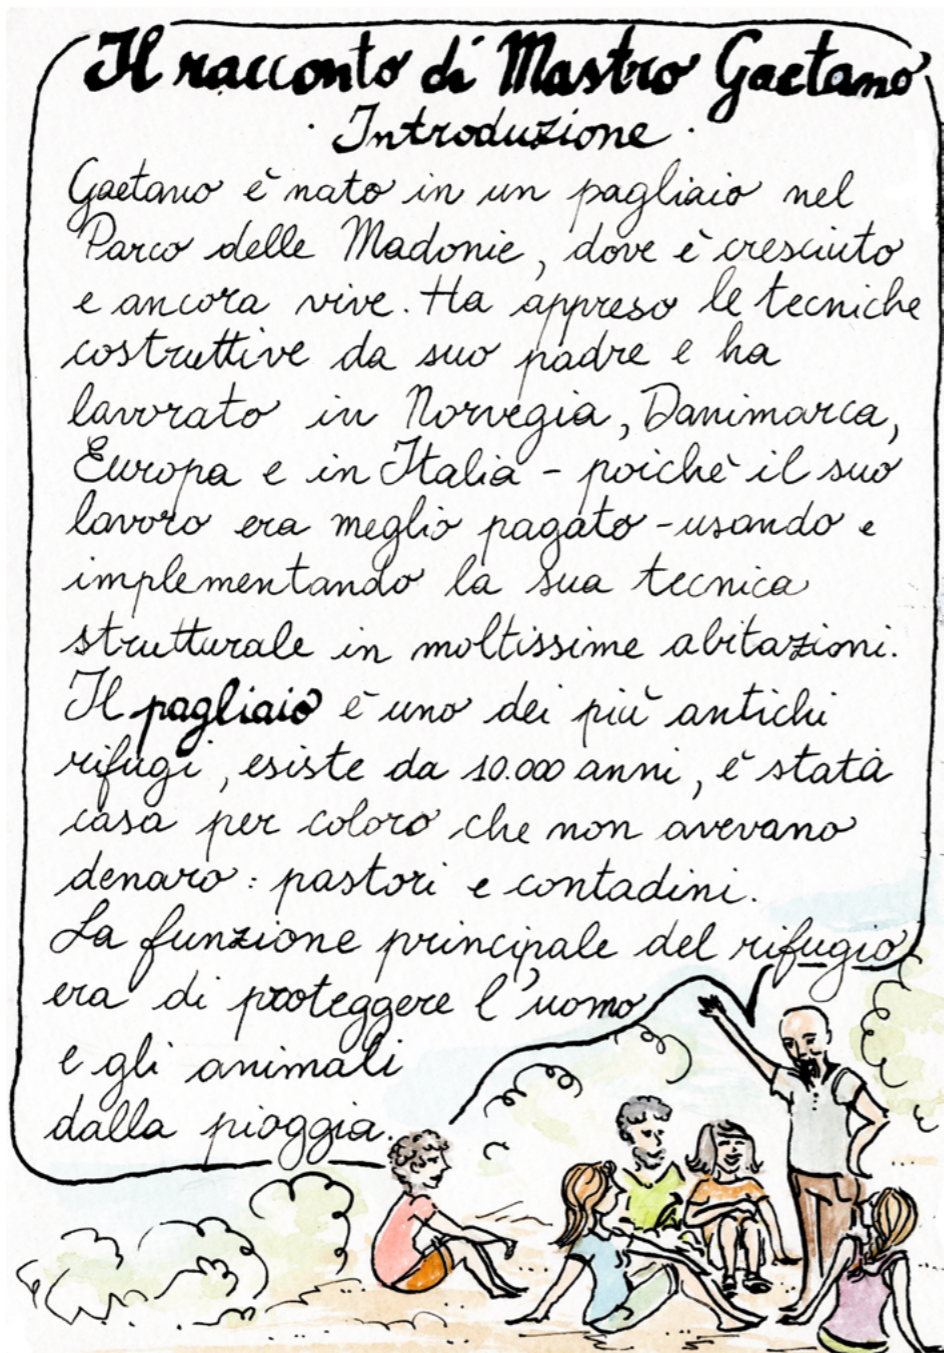 Il racconto di Mastro Gaetano
· Introduzione ·
Gaetano è nato in un pagliaio nel
Parco delle Madonie, dove è cresciuto
e ancora vive. Ha appreso le tecniche
costruttive da suo padre e ha
lavorato in Norvegia, Danimarca,
Europa e in Italia - poichè il suo
lavoro era meglio pagato - usando e
implementando la sua tecnica
strutturale in moltissime abitazioni.
Il pagliaio è uno dei più antichi
rifugi, esiste da 10.000 anni, è stata
casa per coloro che non avevano
denaro: pastori e contadini.
La funzione principale del rifugio
era di proteggere l'uomo
e gli animali
dalla pioggia.